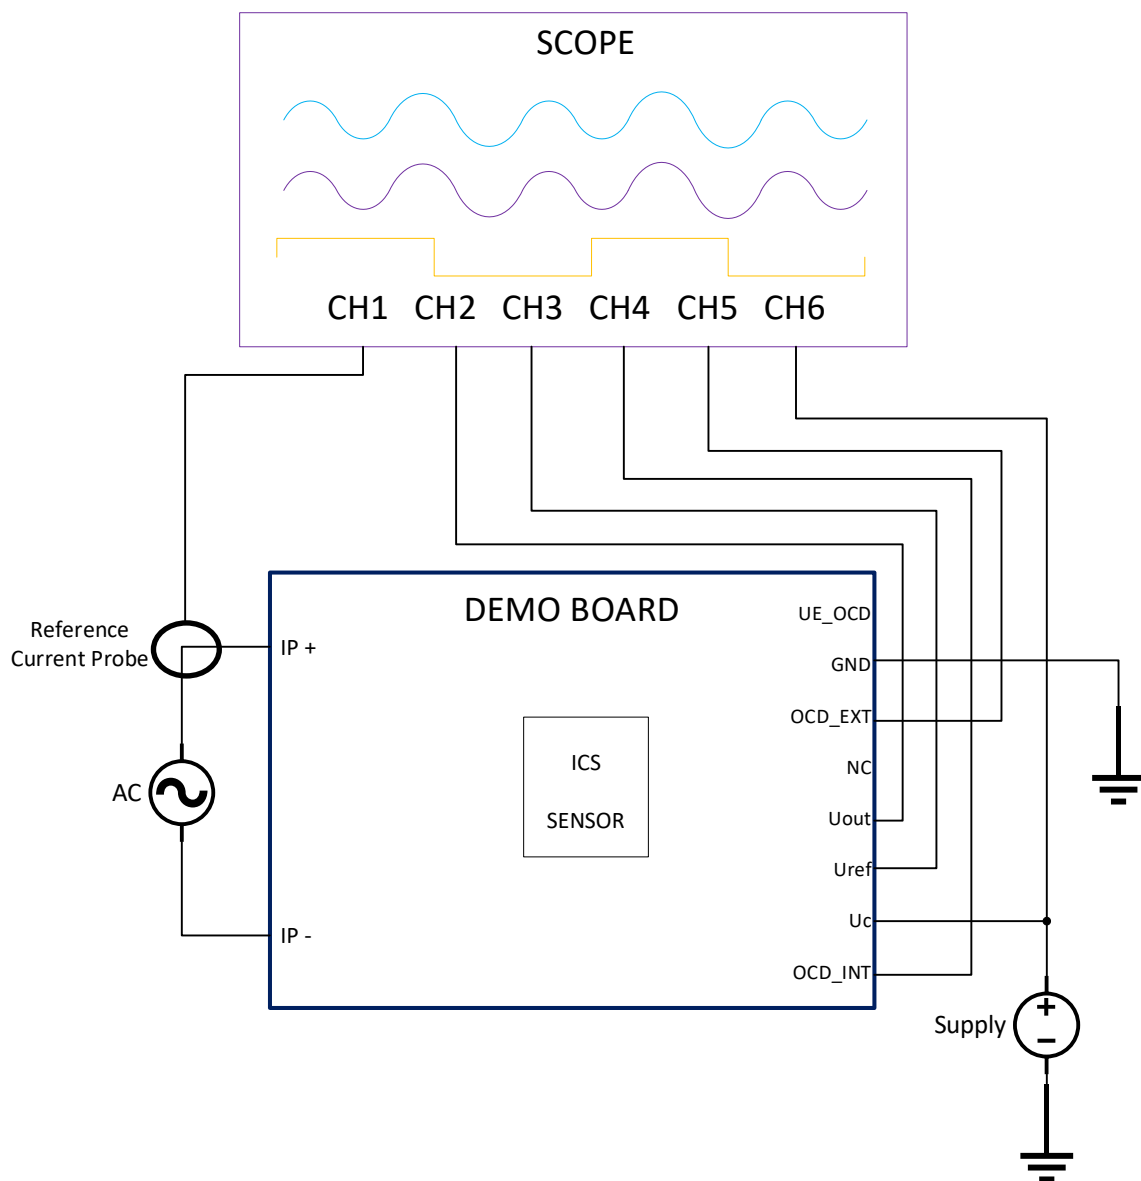 SCOPE
CH1 CH2 CH3 CH4 CH5 CH6
DEMO BOARD
UE_OCD
Reference
Current Probe
IP +
GND
OCD_EXT
ICS
NC
AC
SENSOR
Uout
Uref
Uc
IP -
OCD_INT
Supply